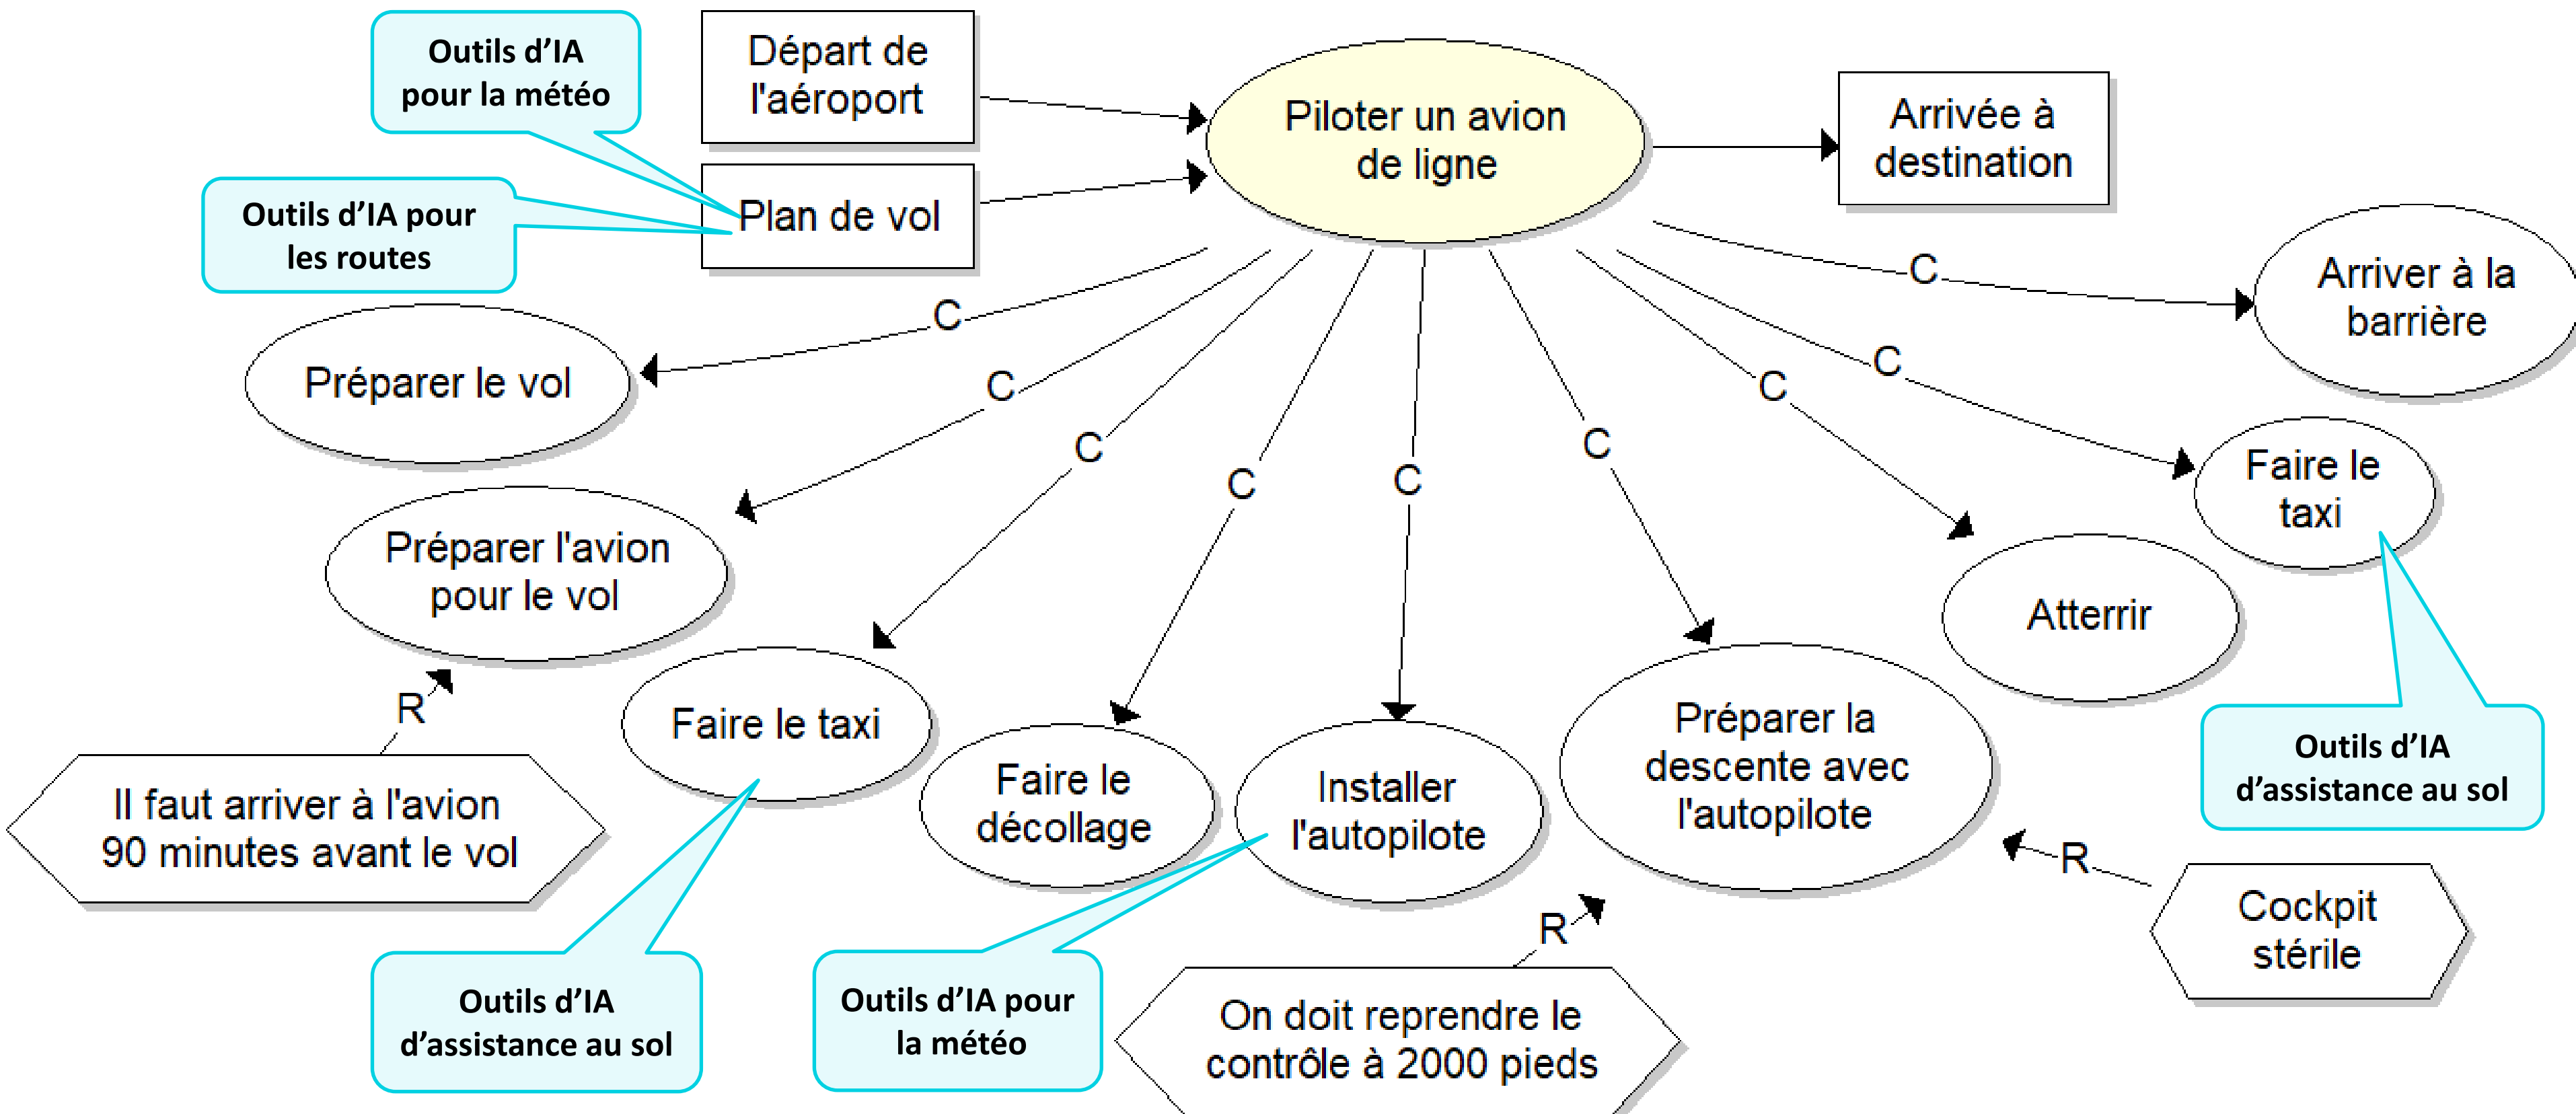 Outils d’IA
pour la météo
Départ de
l'aéroport
Piloter un avion
de ligne
Arrivée à
destination
Outils d’IA pour
les routes
Plan de vol
C
C
C
C
C
C
C
C
C
Préparer le vol
Préparer l'avion
pour le vol
Faire le taxi
Faire le
décollage
Installer
l'autopilote
Préparer la
descente avec
l'autopilote
Atterrir
Faire le
taxi
Arriver à la
barrière
R
Il faut arriver à l'avion
90 minutes avant le vol
Outils d’IA
d’assistance au sol
Outils d’IA pour
la météo
R
On doit reprendre le
contrôle à 2000 pieds
R
Cockpit
stérile
Outils d’IA
d’assistance au sol